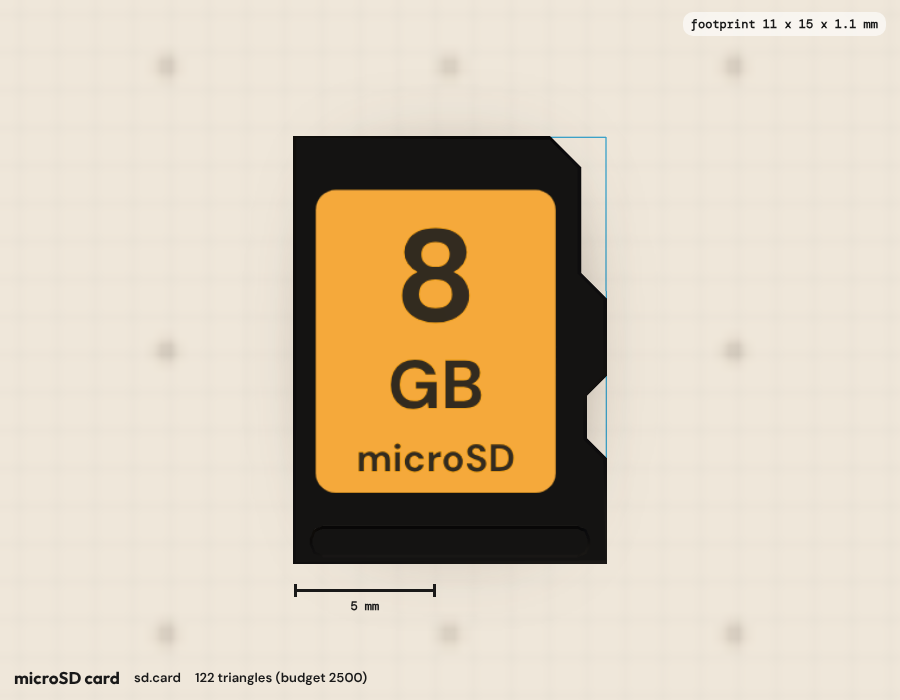 footprint 11 x 15 x 1.1 mm
8
GB
microSD
5 mm
microSD card sd.card 122 triangles (budget 2500)